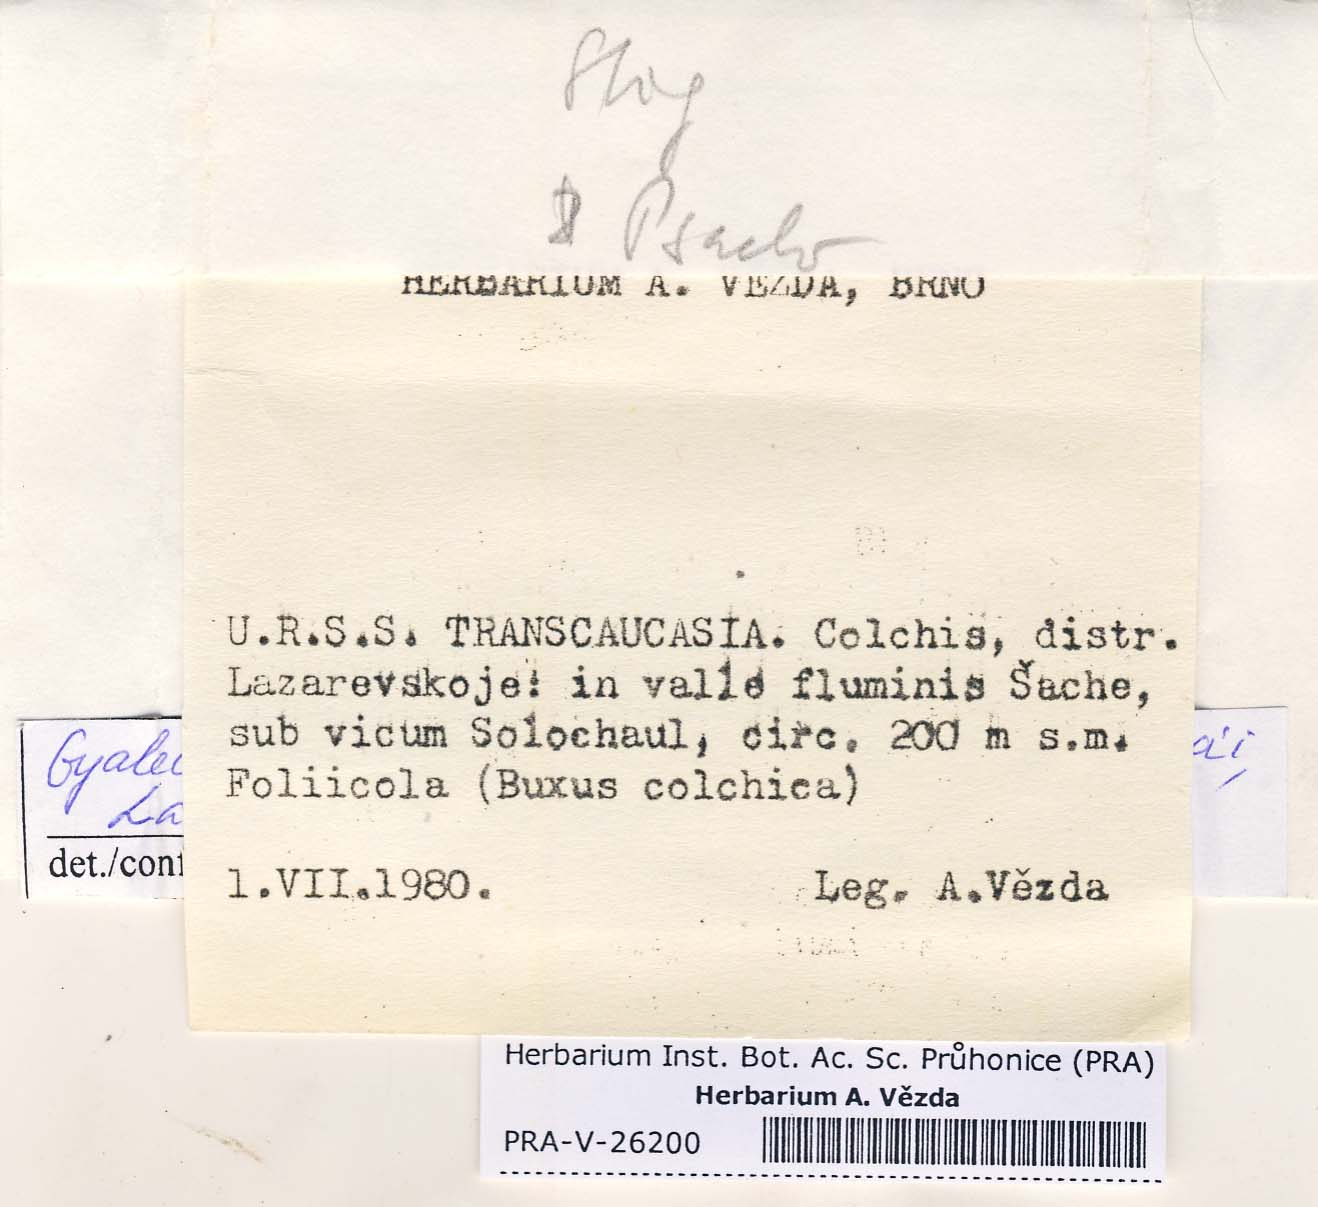 HERBARIUM A. VĚZDA, BRNO
U.R.S.S. TRANSCAUCASIA. Colchis, distr.
Lazarevskoje: in valle fluminis Šache,
sub vicum Solochaul, circ. 200 m s.m.
Foliicola (Buxus colchica)
det./conf
1.VII.1980. Leg. A.Vězda
Herbarium Inst. Bot. Ac. Sc. Průhonice (PRA)
Herbarium A. Vězda
PRA-V-26200